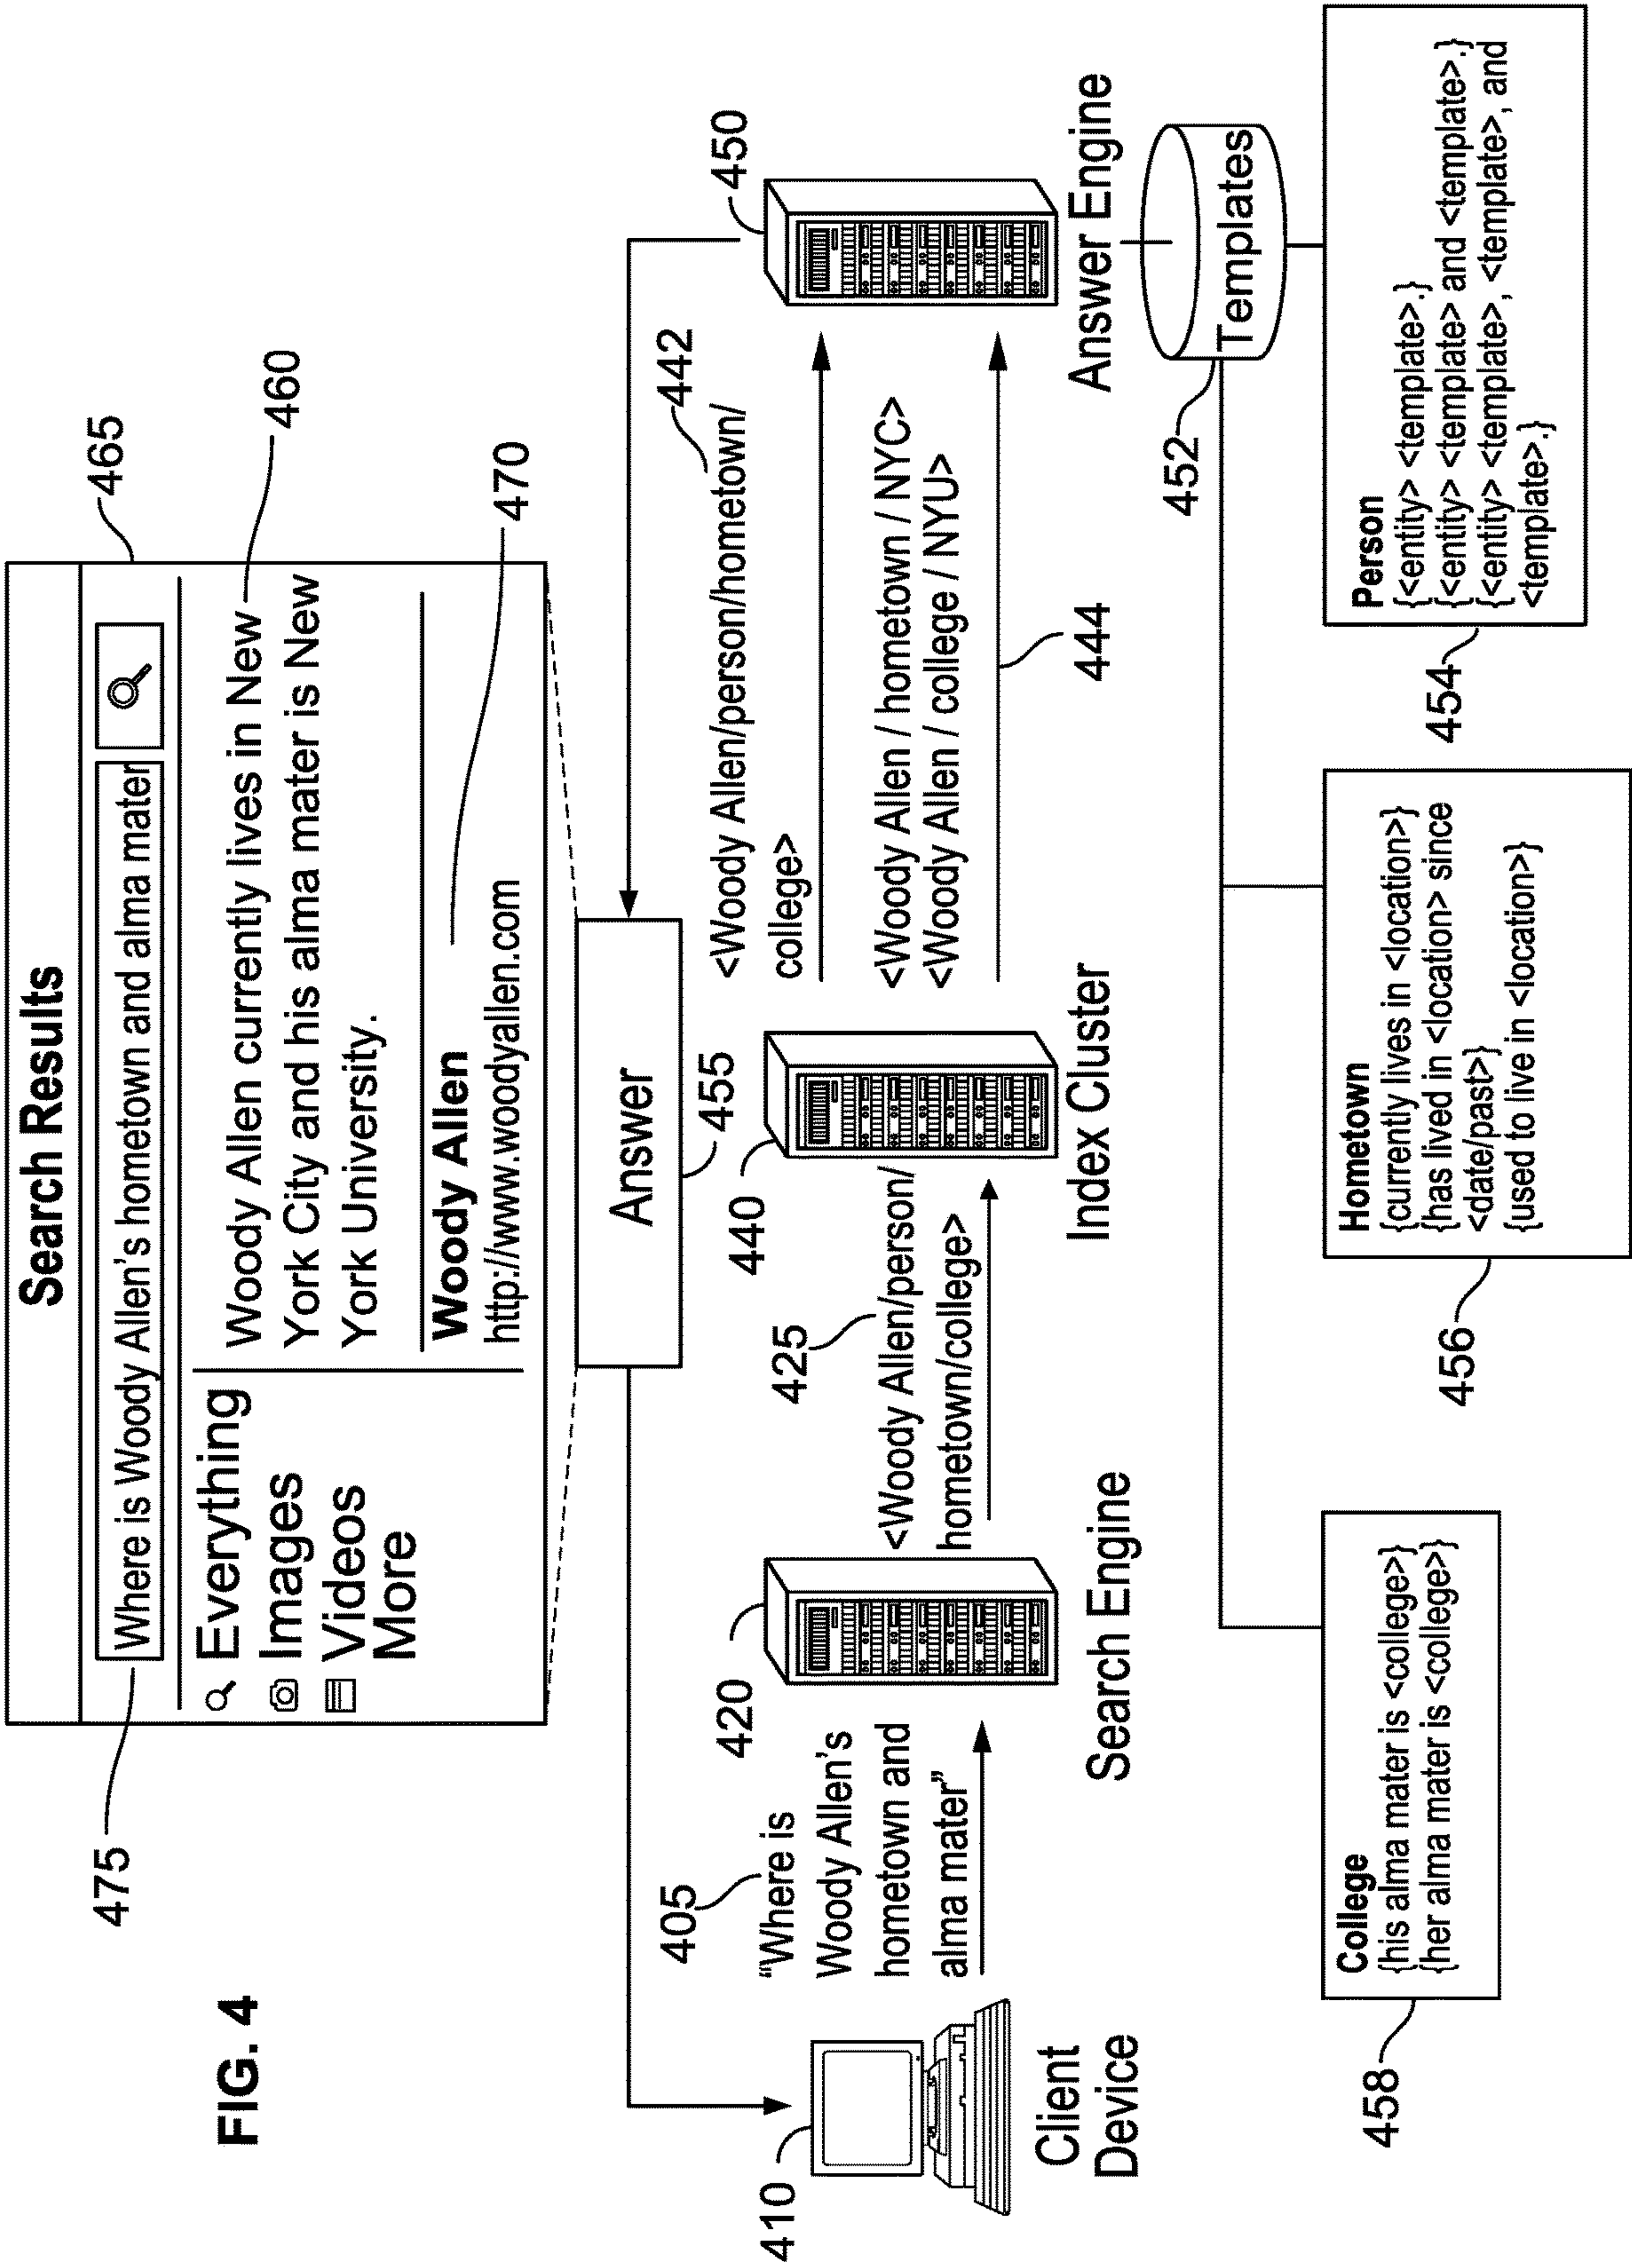 FIG. 4
Search Results
475
Where is Woody Allen's hometown and alma mater
465
Everything
Images
Videos
More
Woody Allen currently lives in New
York City and his alma mater is New
York University.
460
Woody Allen
http://www.woodyallen.com
470
Answer
455
410
Client
Device
405
"Where is
Woody Allen's
hometown and
alma mater"
420
Search Engine
425
<Woody Allen/person/
hometown/college>
440
Index Cluster
442
<Woody Allen/person/hometown/
college>
<Woody Allen / hometown / NYC>
<Woody Allen / college / NYU>
444
450
Answer Engine
452
Templates
458
College
{his alma mater is <college>}
{her alma mater is <college>}
456
Hometown
{currently lives in <location>}
{has lived in <location> since
<date/past>}
{used to live in <location>}
454
Person
{<entity> <template>.}
{<entity> <template> and <template>.}
{<entity> <template>, <template>, and
<template>.}